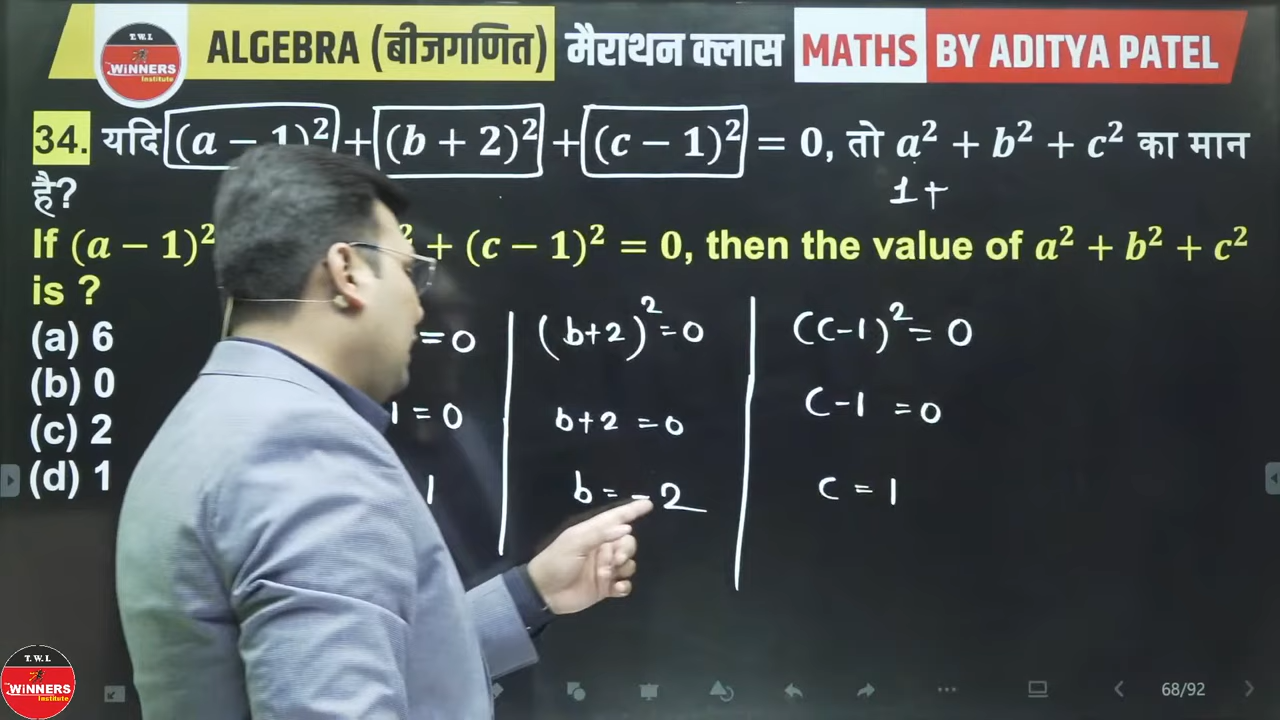 T.W.I.
WINNERS
Institute
ALGEBRA (बीजगणित) मैराथन क्लास MATHS BY ADITYA PATEL
34. यदि (a − 1)² + (b + 2)² + (c − 1)² = 0, तो a² + b² + c² का मान
है?
1+
If (a − 1)² ² + (c − 1)² = 0, then the value of a² + b² + c²
is ?
(a) 6
(b) 0
(c) 2
(d) 1
=0
1 = 0
1
(b+2)²=0
b+2 =0
b= -2
(c-1)²= 0
c-1 =0
c = 1
T.W.I.
WINNERS
Institute
68/92